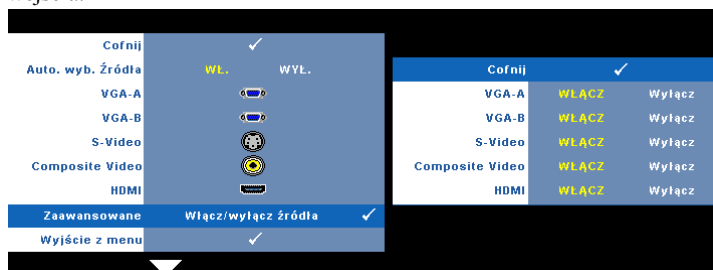 Cofnij
Auto. wyb. Źródła WŁ. WYŁ.
VGA-A
VGA-B
S-Video
Composite Video
HDMI
Zaawansowane Włącz/wyłącz źródła
Wyjście z menu
Cofnij
VGA-A WŁĄCZ Wyłącz
VGA-B WŁĄCZ Wyłącz
S-Video WŁĄCZ Wyłącz
Composite Video WŁĄCZ Wyłącz
HDMI WŁĄCZ Wyłącz